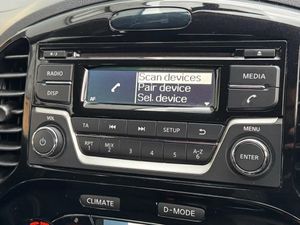 Scan devices
RADIO
Pair device
MEDIA
Sel. device
DISP
AF
VOL
TA
SETUP
MENU
RPT
1
MIX
2
3
4
5
A-Z
6
ENTER
CLIMATE
D-MODE